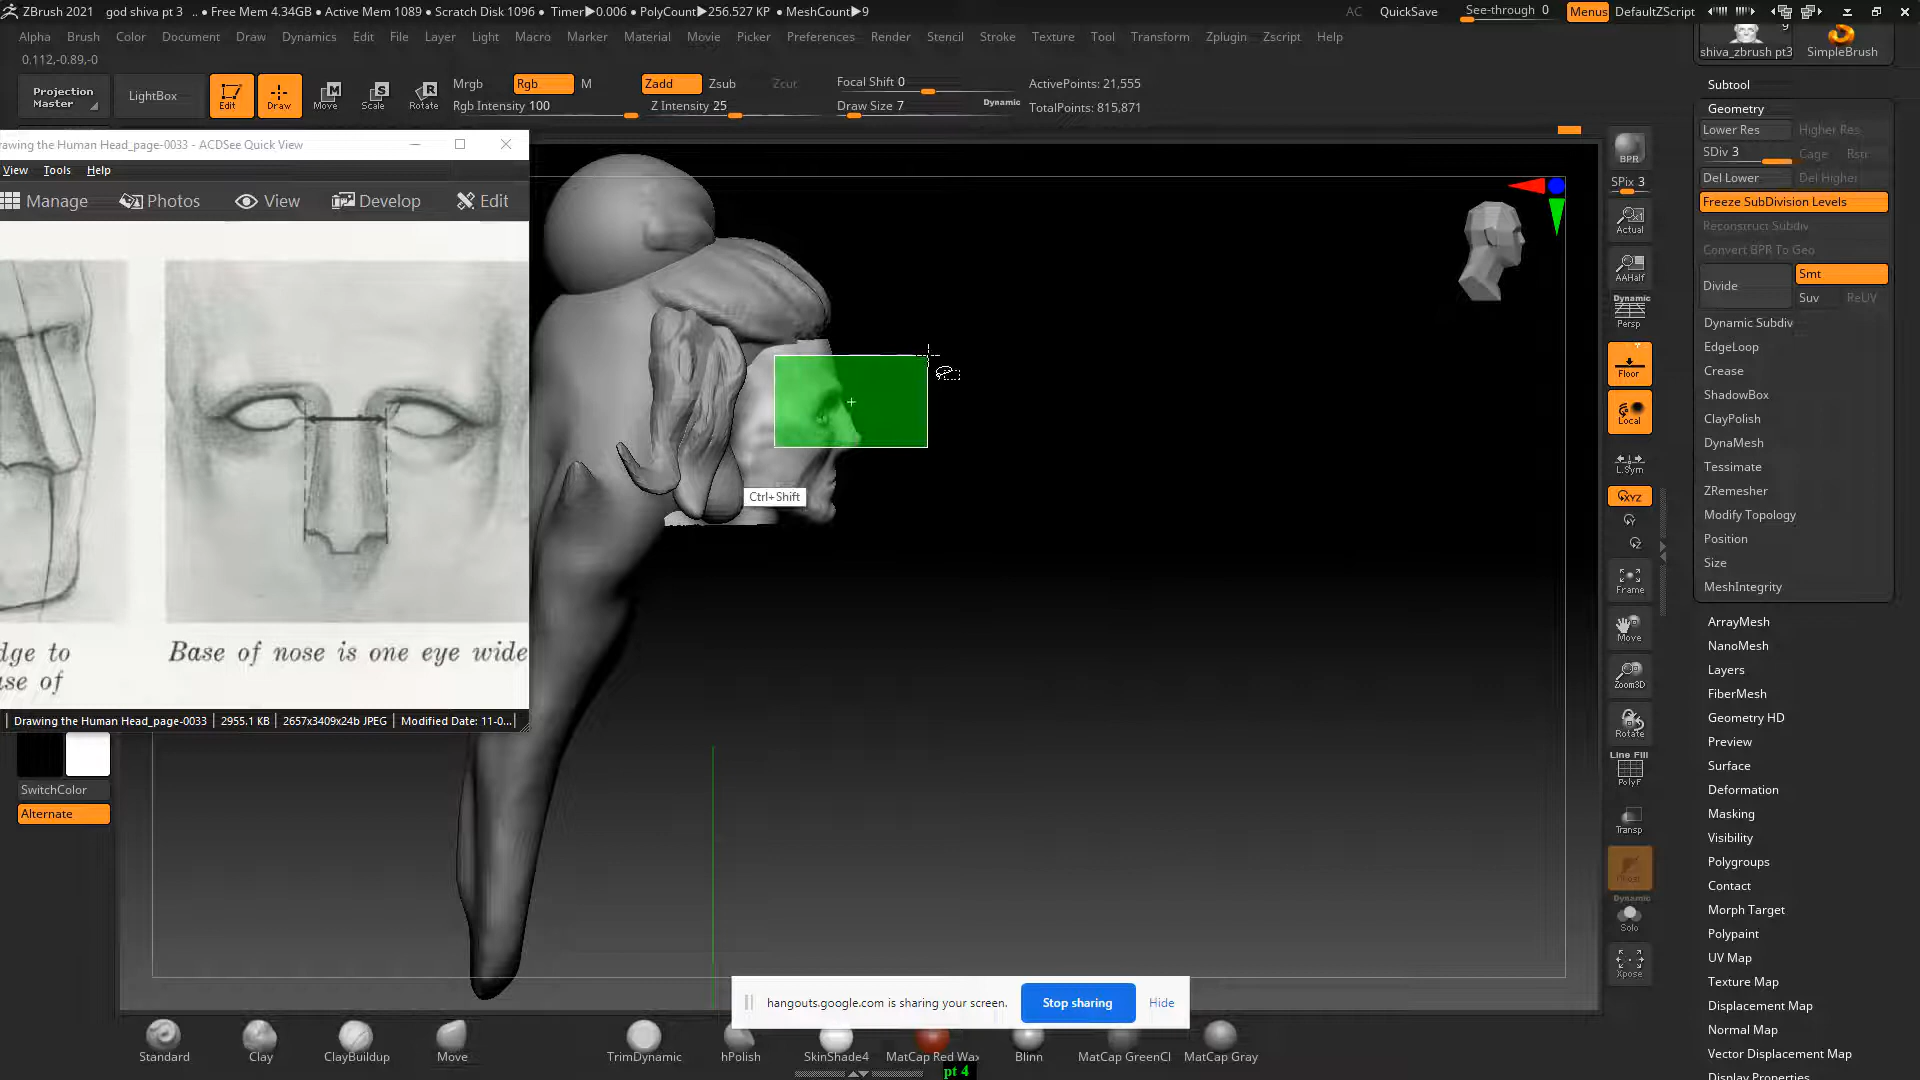 ZBrush 2021 god shiva pt 3 .. • Free Mem 4.34GB • Active Mem 1089 • Scratch Disk 1096 • Timer▶0.006 • PolyCount▶256.527 KP • MeshCount▶9 AC QuickSave See-through 0 Menus DefaultZScript
Alpha Brush Color Document Draw Dynamics Edit File Layer Light Macro Marker Material Movie Picker Preferences Render Stencil Stroke Texture Tool Transform Zplugin Zscript Help
9
shiva_zbrush pt3 SimpleBrush
0.112,-0.89,-0
Projection Master
LightBox
Edit
Draw
Move
Scale
Rotate
Mrgb Rgb M Zadd Zsub Zcut Focal Shift 0 ActivePoints: 21,555
Rgb Intensity 100 Z Intensity 25 Draw Size 7 Dynamic TotalPoints: 815,871
Subtool
Geometry
Lower Res Higher Res
SDiv 3 Cage Rstr
Del Lower Del Higher
Freeze SubDivision Levels
Reconstruct Subdiv
Convert BPR To Geo
Divide Smt
Suv ReUV
Dynamic Subdiv
EdgeLoop
Crease
ShadowBox
ClayPolish
DynaMesh
Tessimate
ZRemesher
Modify Topology
Position
Size
MeshIntegrity
ArrayMesh
NanoMesh
Layers
FiberMesh
Geometry HD
Preview
Surface
Deformation
Masking
Visibility
Polygroups
Contact
Morph Target
Polypaint
UV Map
Texture Map
Displacement Map
Normal Map
Vector Displacement Map
Display Properties
BPR
SPix 3
Actual
AAHalf
Dynamic
Persp
Floor
Local
L.Sym
XYZ
Frame
Move
Zoom3D
Rotate
Line Fill
PolyF
Transp
Dynamic
Solo
Xpose
rawing the Human Head_page-0033 - ACDSee Quick View
View Tools Help
Manage Photos View Develop Edit
dge to
ase of
Base of nose is one eye wide
Drawing the Human Head_page-0033 2955.1 KB 2657x3409x24b JPEG Modified Date: 11-0...
Ctrl+Shift
SwitchColor
Alternate
hangouts.google.com is sharing your screen. Stop sharing Hide
Standard Clay ClayBuildup Move TrimDynamic hPolish SkinShade4 MatCap Red Wax Blinn MatCap GreenCl MatCap Gray
pt 4